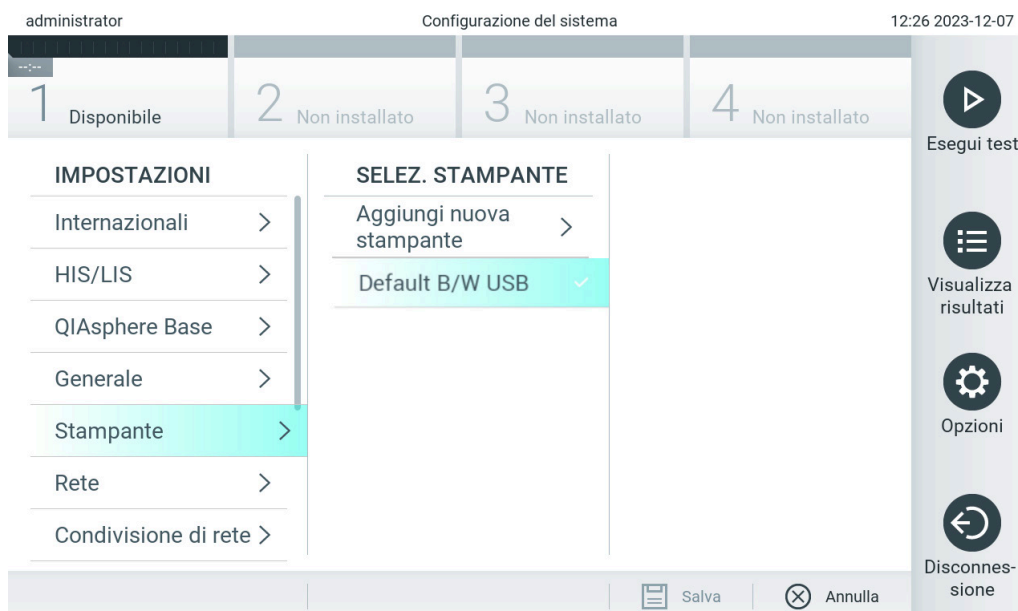 administrator
Configurazione del sistema
12:26 2023-12-07
--:--
1 Disponibile
2 Non installato
3 Non installato
4 Non installato
Esegui test
IMPOSTAZIONI
Internazionali
HIS/LIS
QIAsphere Base
Generale
Stampante
Rete
Condivisione di rete
SELEZ. STAMPANTE
Aggiungi nuova
stampante
Default B/W USB
Visualizza
risultati
Opzioni
Disconnes-
sione
Salva
Annulla